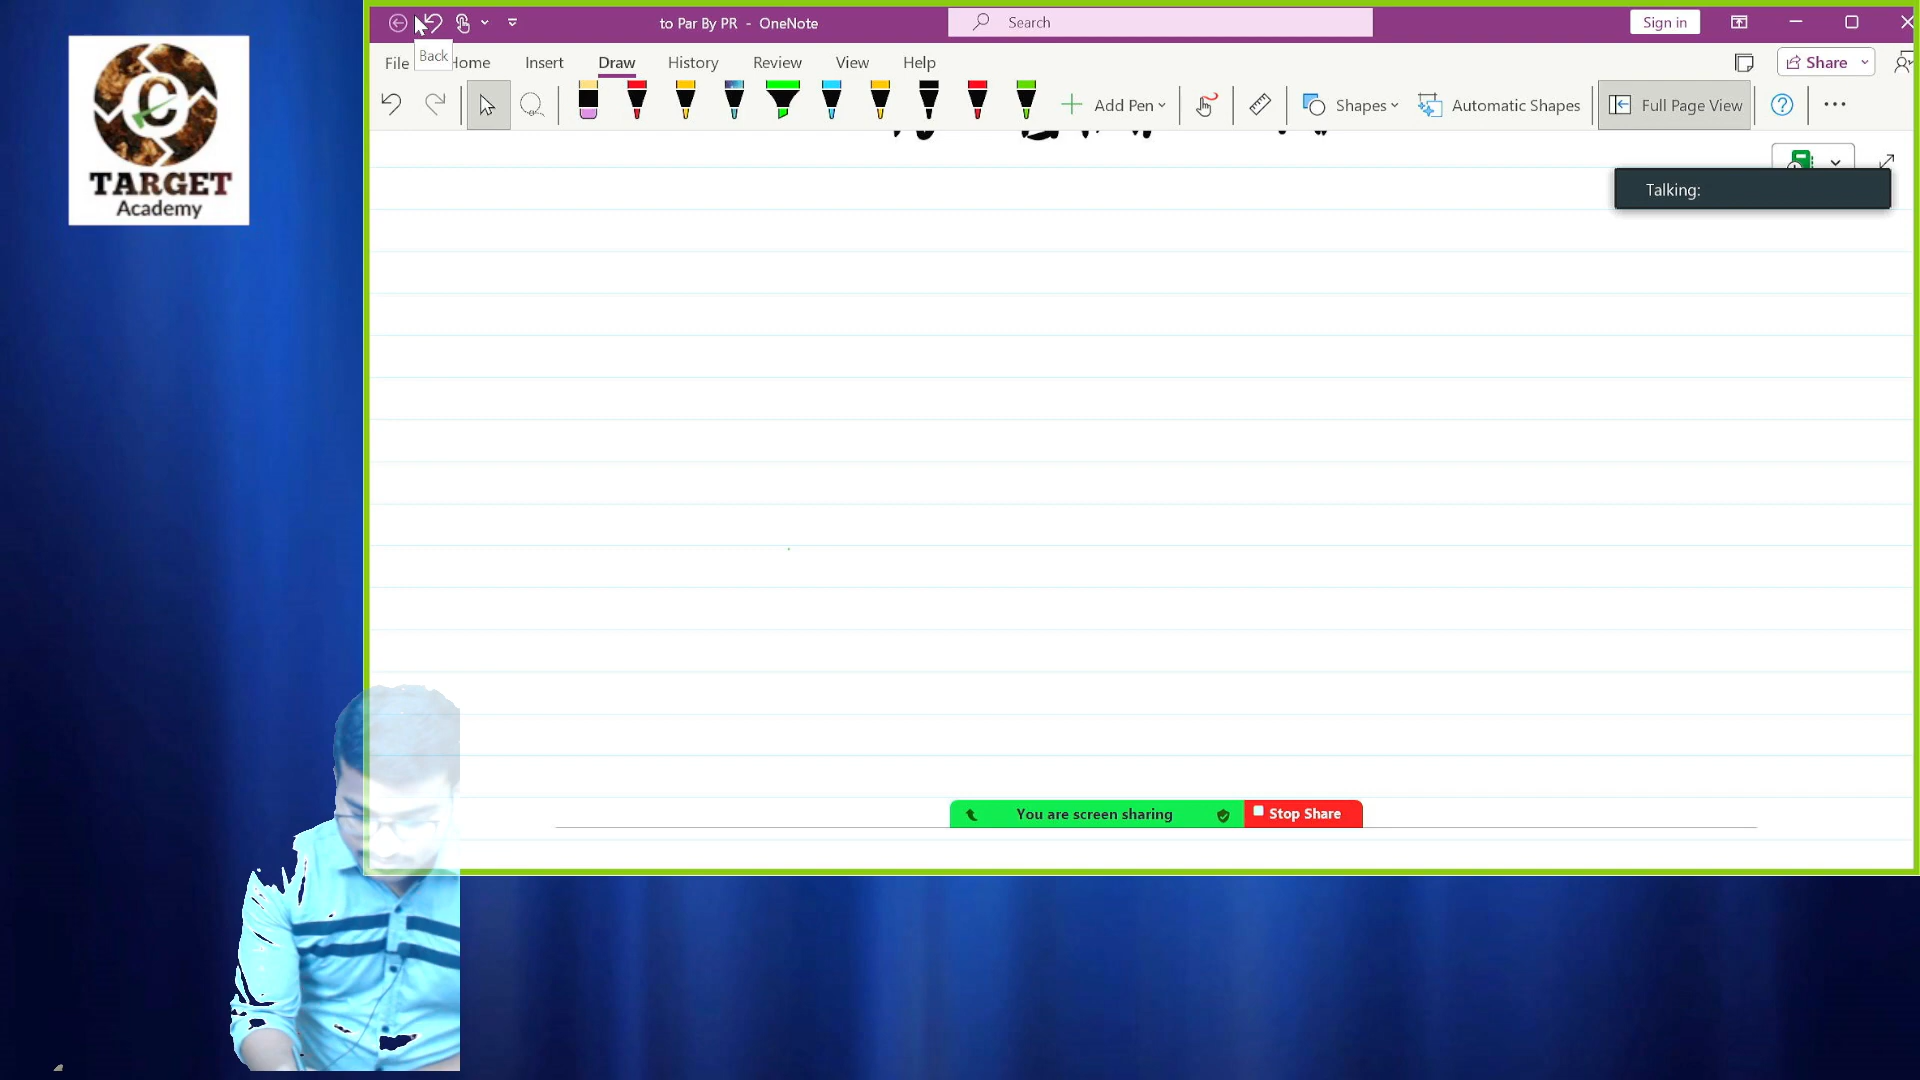 to Par By PR - OneNote
Search
Sign in
Back
File
Home
Insert
Draw
History
Review
View
Help
Share
Add Pen
Shapes
Automatic Shapes
Full Page View
Talking:
C
TARGET
Academy
You are screen sharing
Stop Share